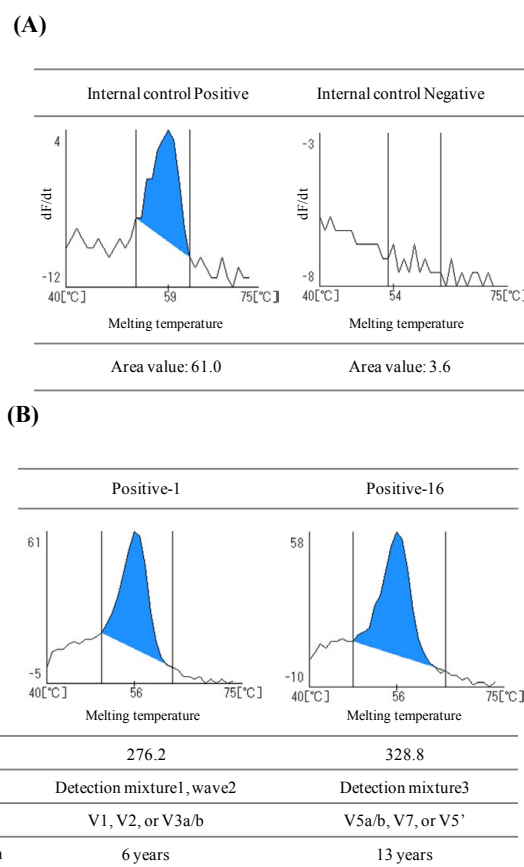 (A)
Internal control Positive Internal control Negative
4 -3
dF/dt dF/dt
-12 -8
40[℃] 59 75[℃] 40[℃] 54 75[℃]
Melting temperature Melting temperature
Area value: 61.0 Area value: 3.6
(B)
Positive-1 Positive-16
61 58
-5 -10
40[℃] 56 75[℃] 40[℃] 56 75[℃]
Melting temperature Melting temperature
276.2 328.8
Detection mixture1, wave2 Detection mixture3
V1, V2, or V3a/b V5a/b, V7, or V5’
6 years 13 years